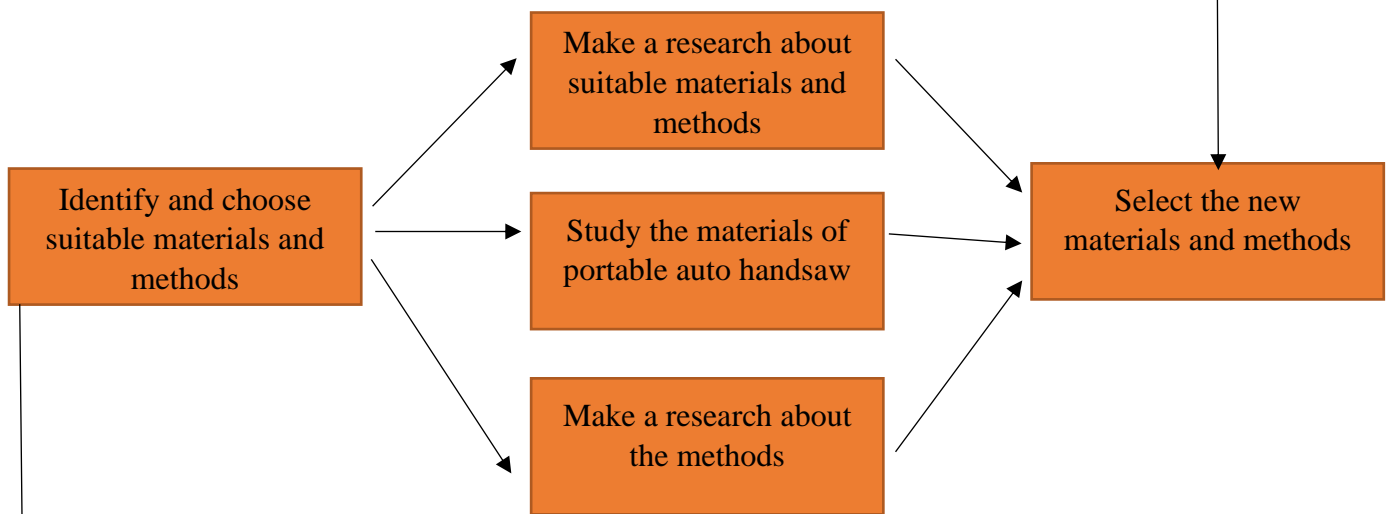 Make a research about
suitable materials and
methods
Identify and choose
suitable materials and
methods
Study the materials of
portable auto handsaw
Select the new
materials and methods
Make a research about
the methods